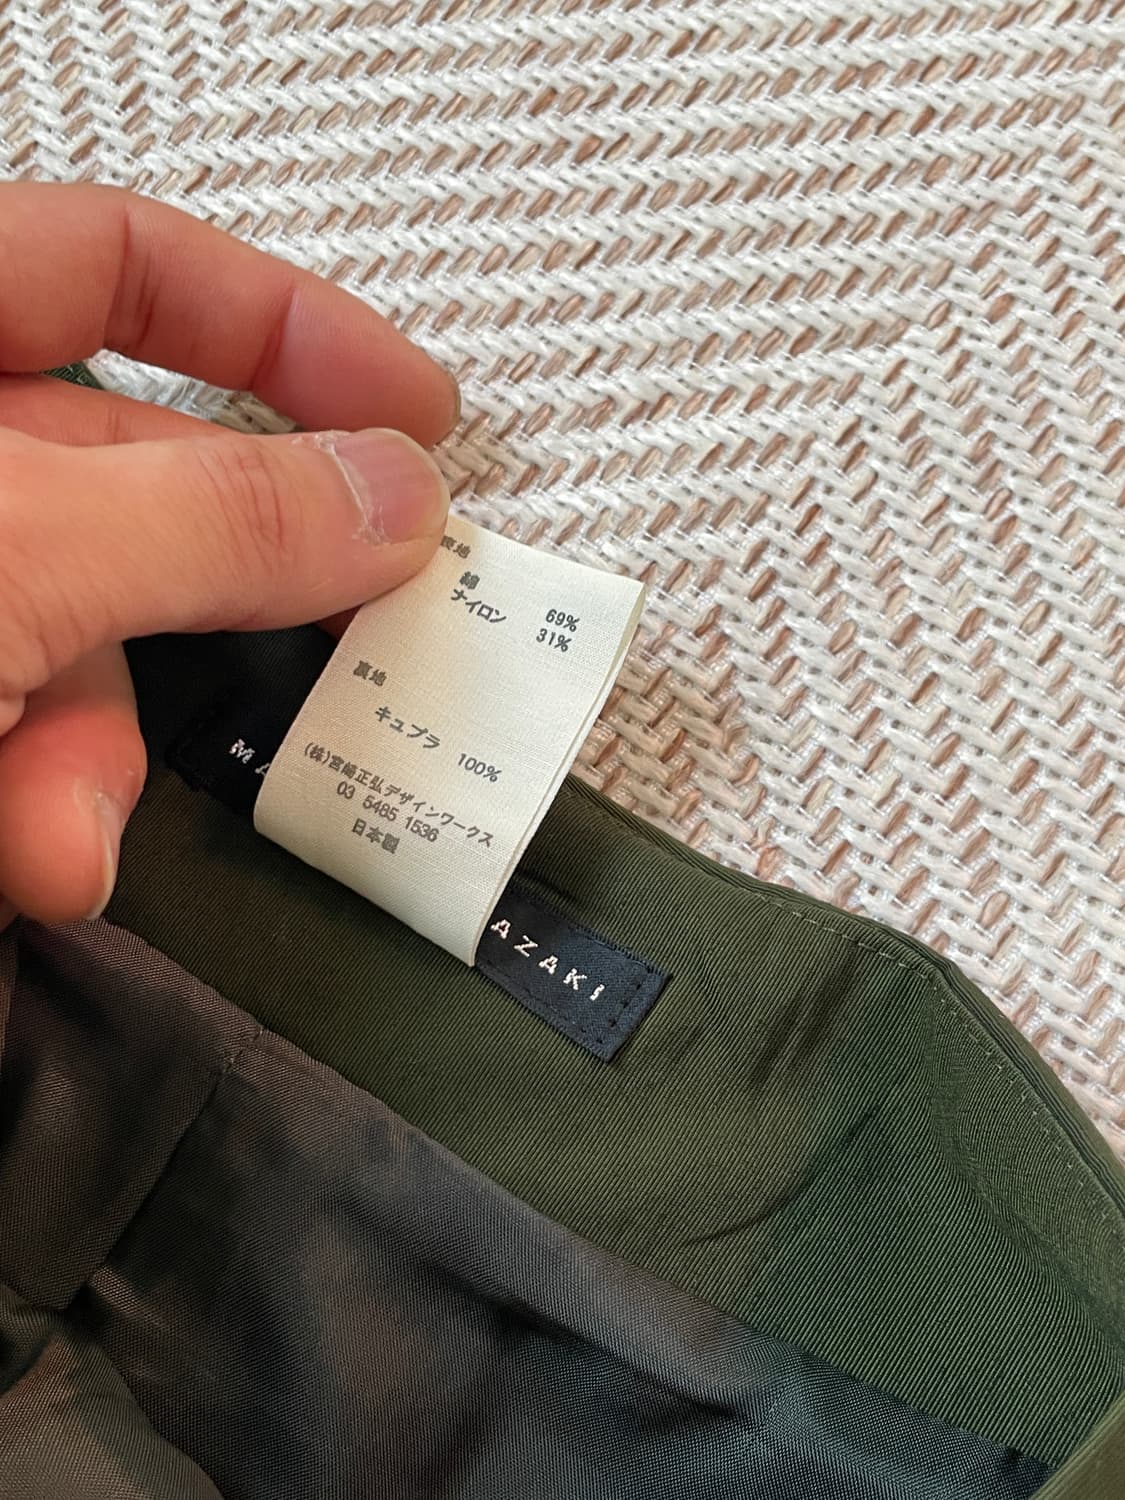 表地
綿 69%
ナイロン 31%
裏地
キュプラ 100%
(株)宮崎正弘デザインワークス
03 5485 1536
日本製
AZAKI